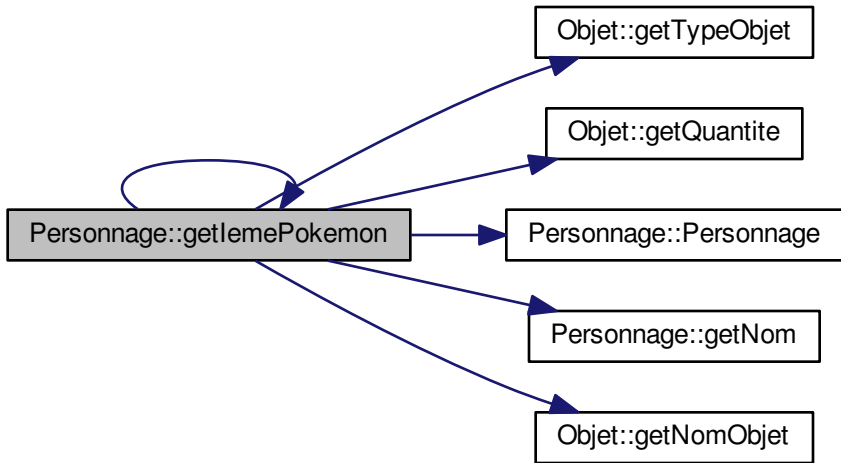 Objet::getTypeObjet
Objet::getQuantite
Personnage::getIemePokemon
Personnage::Personnage
Personnage::getNom
Objet::getNomObjet